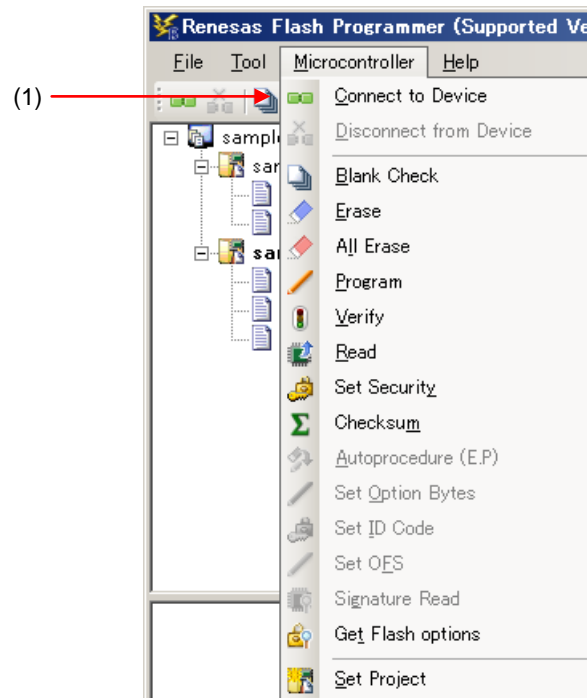 Renesas Flash Programmer (Supported Ve
File Tool Microcontroller Help
(1)
Connect to Device
Disconnect from Device
sampl
Blank Check
sar
Erase
All Erase
sar
Program
Verify
Read
Set Security
Checksum
Autoprocedure (E.P)
Set Option Bytes
Set ID Code
Set OFS
Signature Read
Get Flash options
Set Project